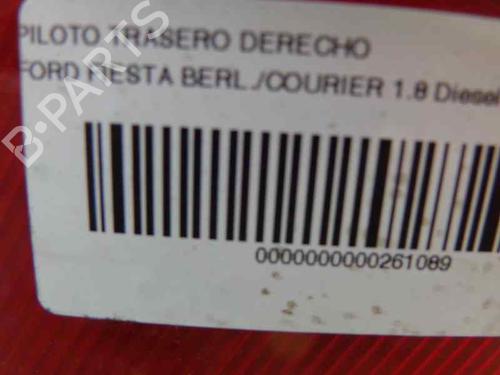 PILOTO TRASERO DERECHO
FORD FIESTA BERL./COURIER 1.8 Diesel
B-PARTS
0000000000261089